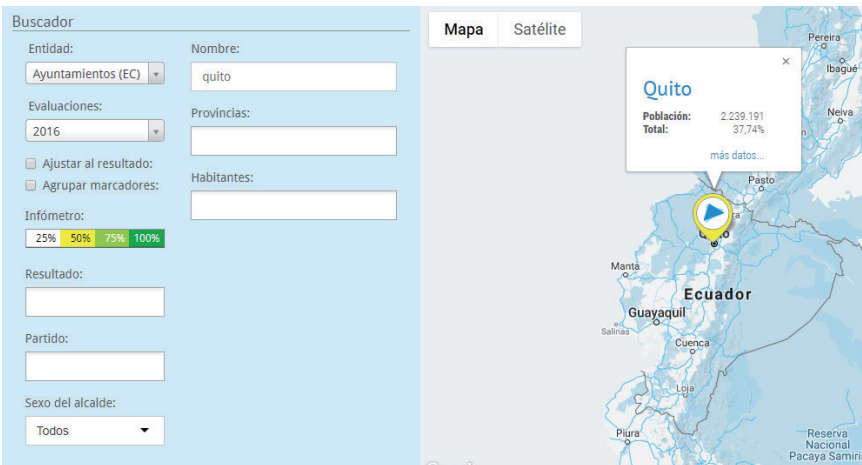 Buscador
Entidad:
Ayuntamientos (EC)
Evaluaciones:
2016
Ajustar al resultado:
Agrupar marcadores:
Infómetro:
25% 50% 75% 100%
Resultado:
Partido:
Sexo del alcalde:
Todos
Nombre:
quito
Provincias:
Habitantes:
Mapa Satélite
Quito
×
Población: 2.239.191
Total: 37,74%
más datos...
Pereira
Ibagué
Neiva
Pasto
Manta
Ecuador
Guayaquil
Salinas
Cuenca
Loja
Piura
Reserva
Nacional
Pacaya Samiri